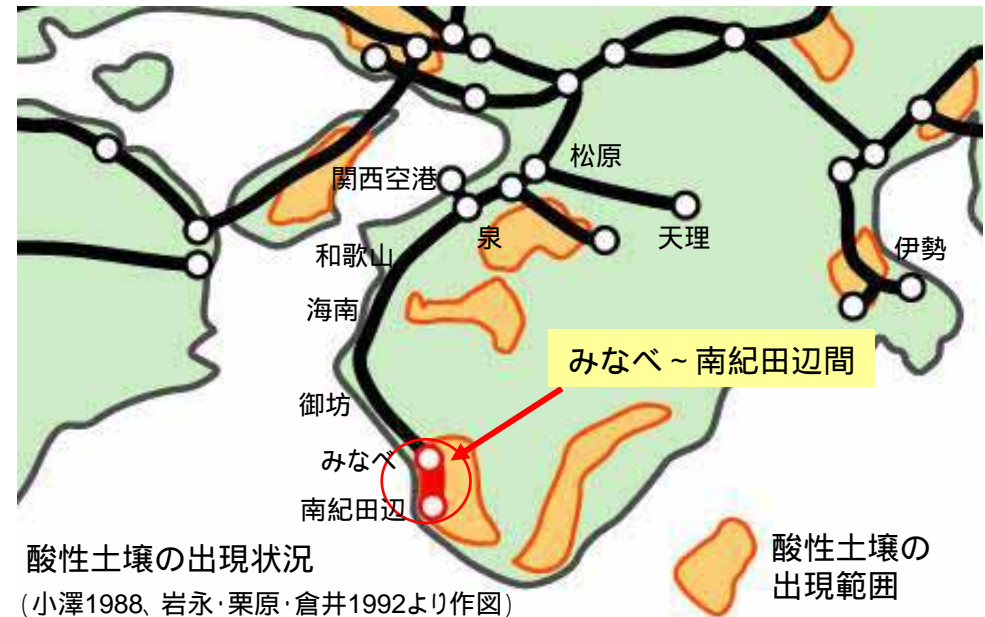 松原
関西空港
泉
天理
和歌山
伊勢
海南
みなべ ~ 南紀田辺間
御坊
みなべ
南紀田辺
酸性土壌の出現状況
(小澤1988、岩永・栗原・倉井1992より作図)
酸性土壌の
出現範囲